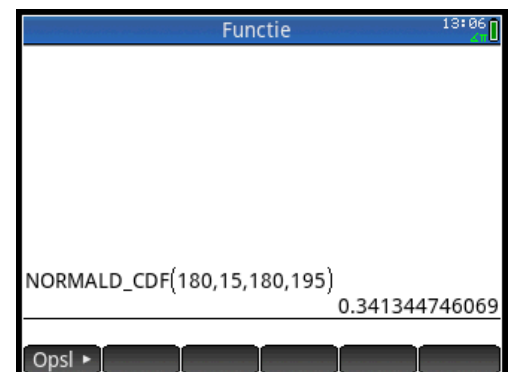 Functie
13:06
∡π
NORMALD_CDF(180,15,180,195)
0.341344746069
Opsl ▸